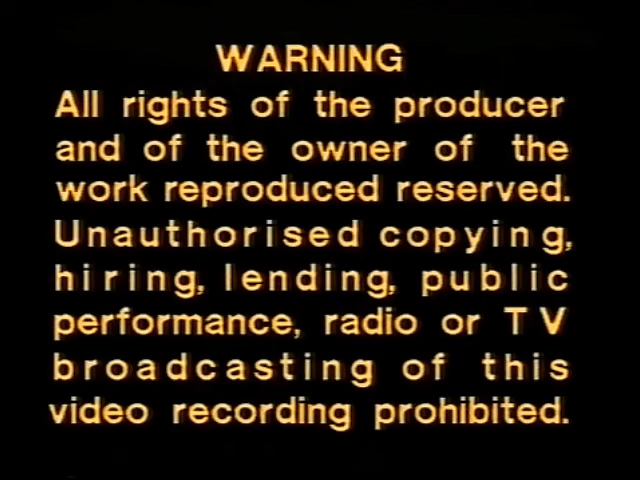 WARNING
All rights of the producer
and of the owner of the
work reproduced reserved.
Unauthorised copying,
hiring, lending, public
performance, radio or TV
broadcasting of this
video recording prohibited.